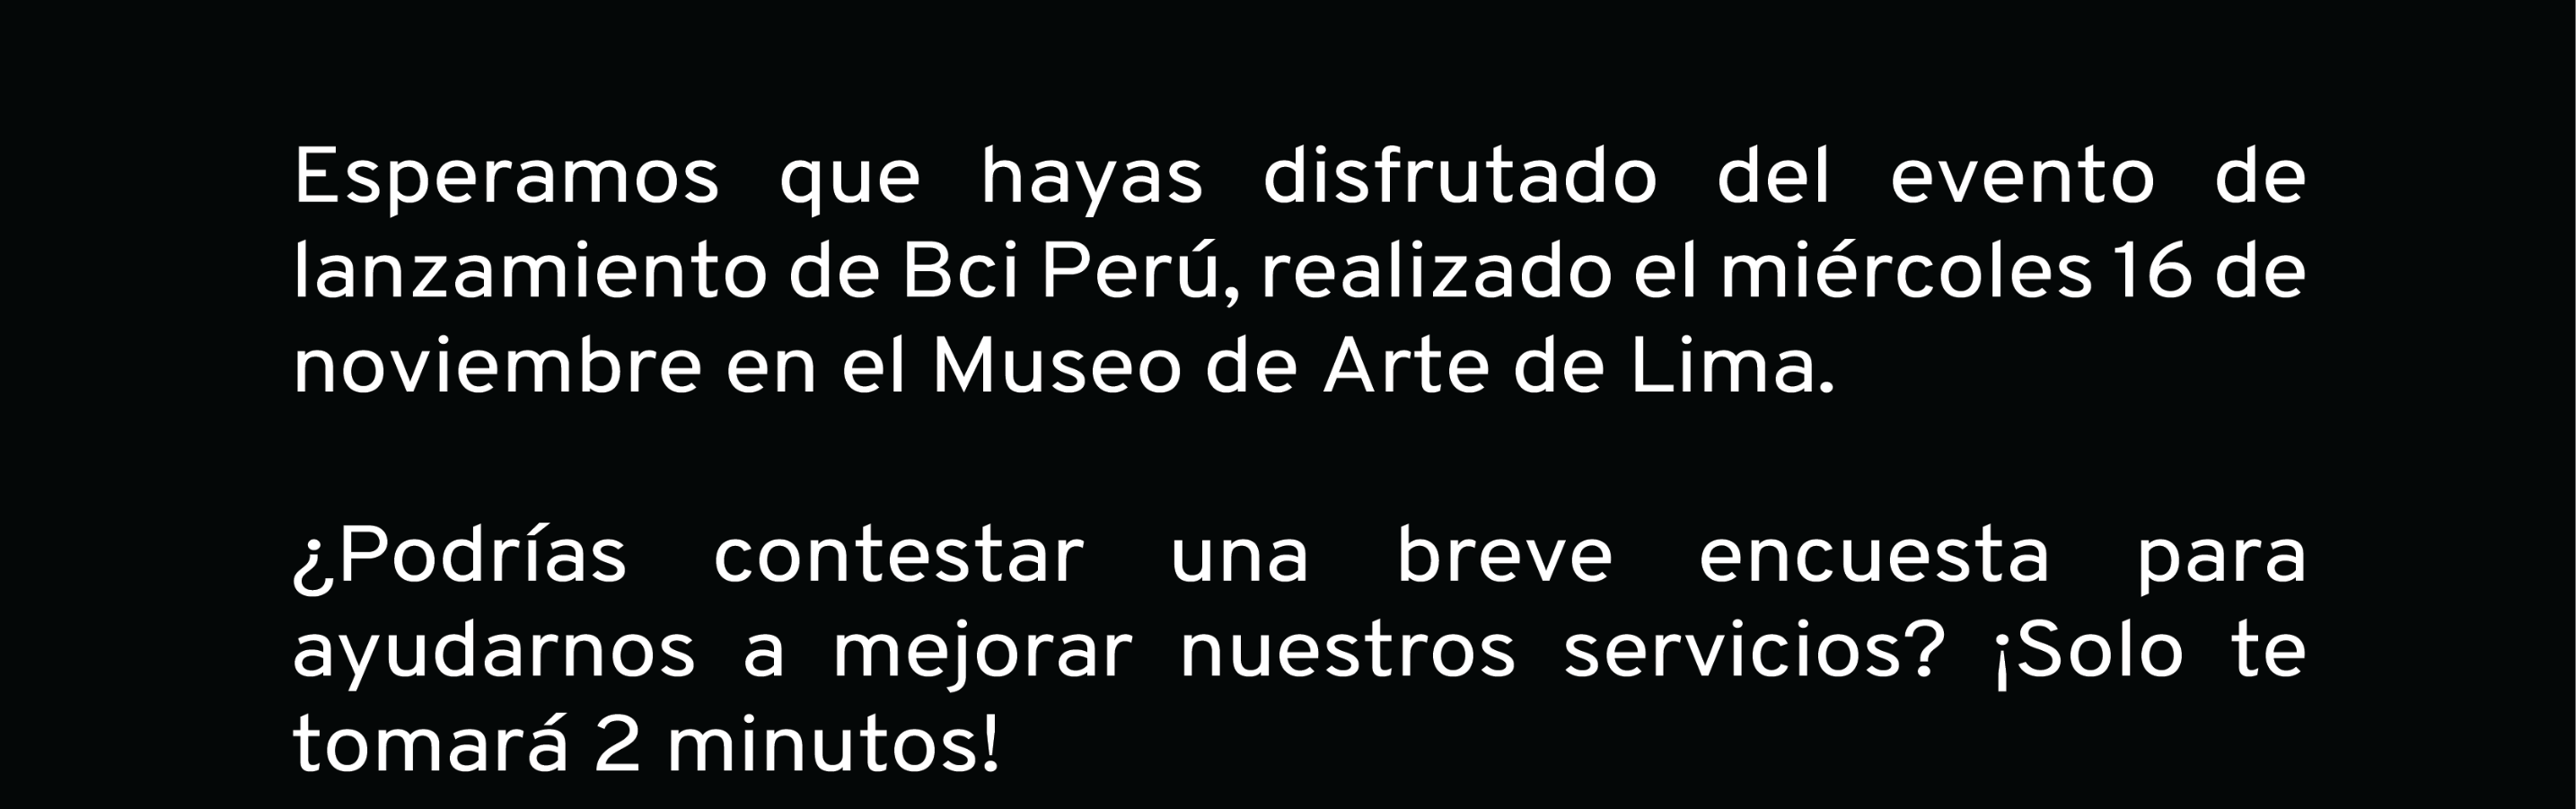 Esperamos que hayas disfrutado del evento de
lanzamiento de Bci Perú, realizado el miércoles 16 de
noviembre en el Museo de Arte de Lima.
¿Podrías contestar una breve encuesta para
ayudarnos a mejorar nuestros servicios? ¡Solo te
tomará 2 minutos!